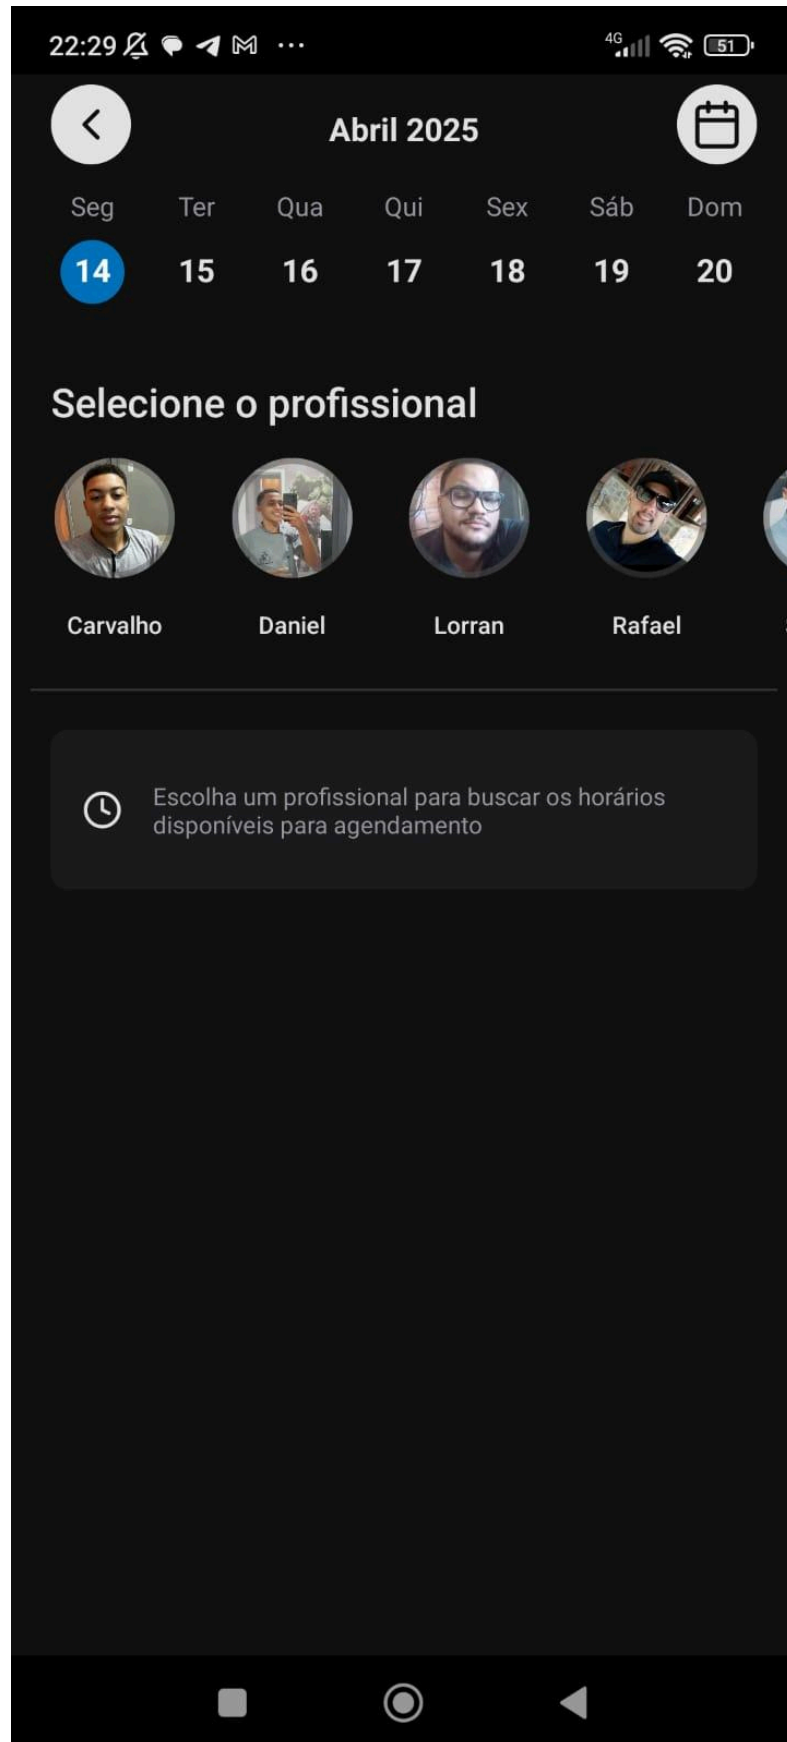 22:29
4G
51
Abril 2025
Seg Ter Qua Qui Sex Sáb Dom
14 15 16 17 18 19 20
Selecione o profissional
Carvalho Daniel Lorran Rafael
Escolha um profissional para buscar os horários
disponíveis para agendamento